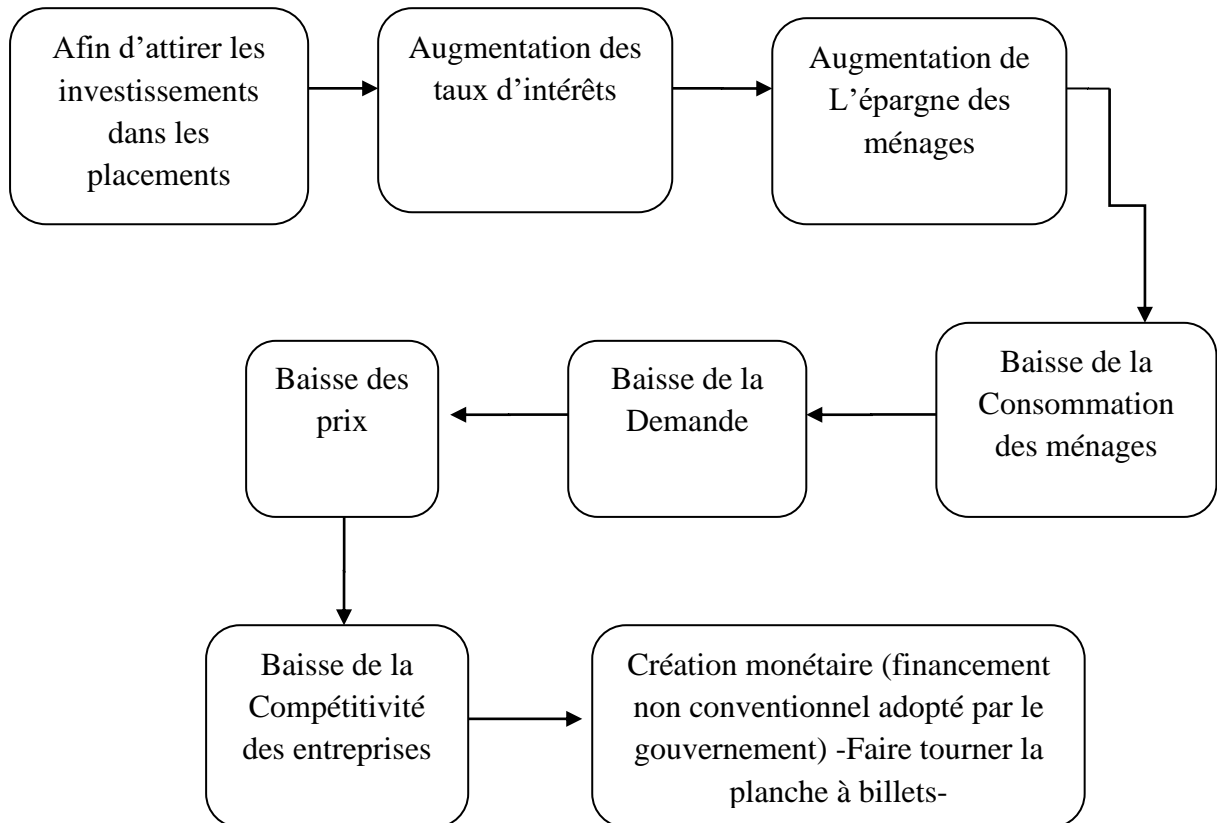 Afin d’attirer les
investissements
dans les
placements
Augmentation des
taux d’intérêts
Augmentation de
L’épargne des
ménages
Baisse de la
Consommation
des ménages
Baisse de la
Demande
Baisse des
prix
Baisse de la
Compétitivité
des entreprises
Création monétaire (financement
non conventionnel adopté par le
gouvernement) -Faire tourner la
planche à billets-